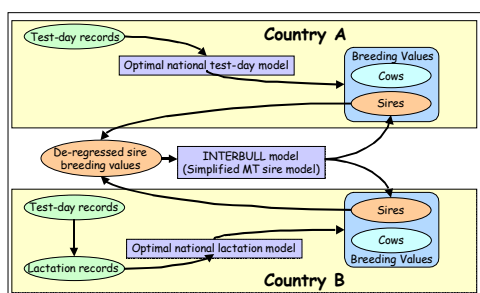 Country A
Test-day records
Optimal national test-day model
Breeding Values
Cows
Sires
De-regressed sire
breeding values
INTERBULL model
(Simplified MT sire model)
Test-day records
Sires
Optimal national lactation model
Cows
Lactation records
Breeding Values
Country B